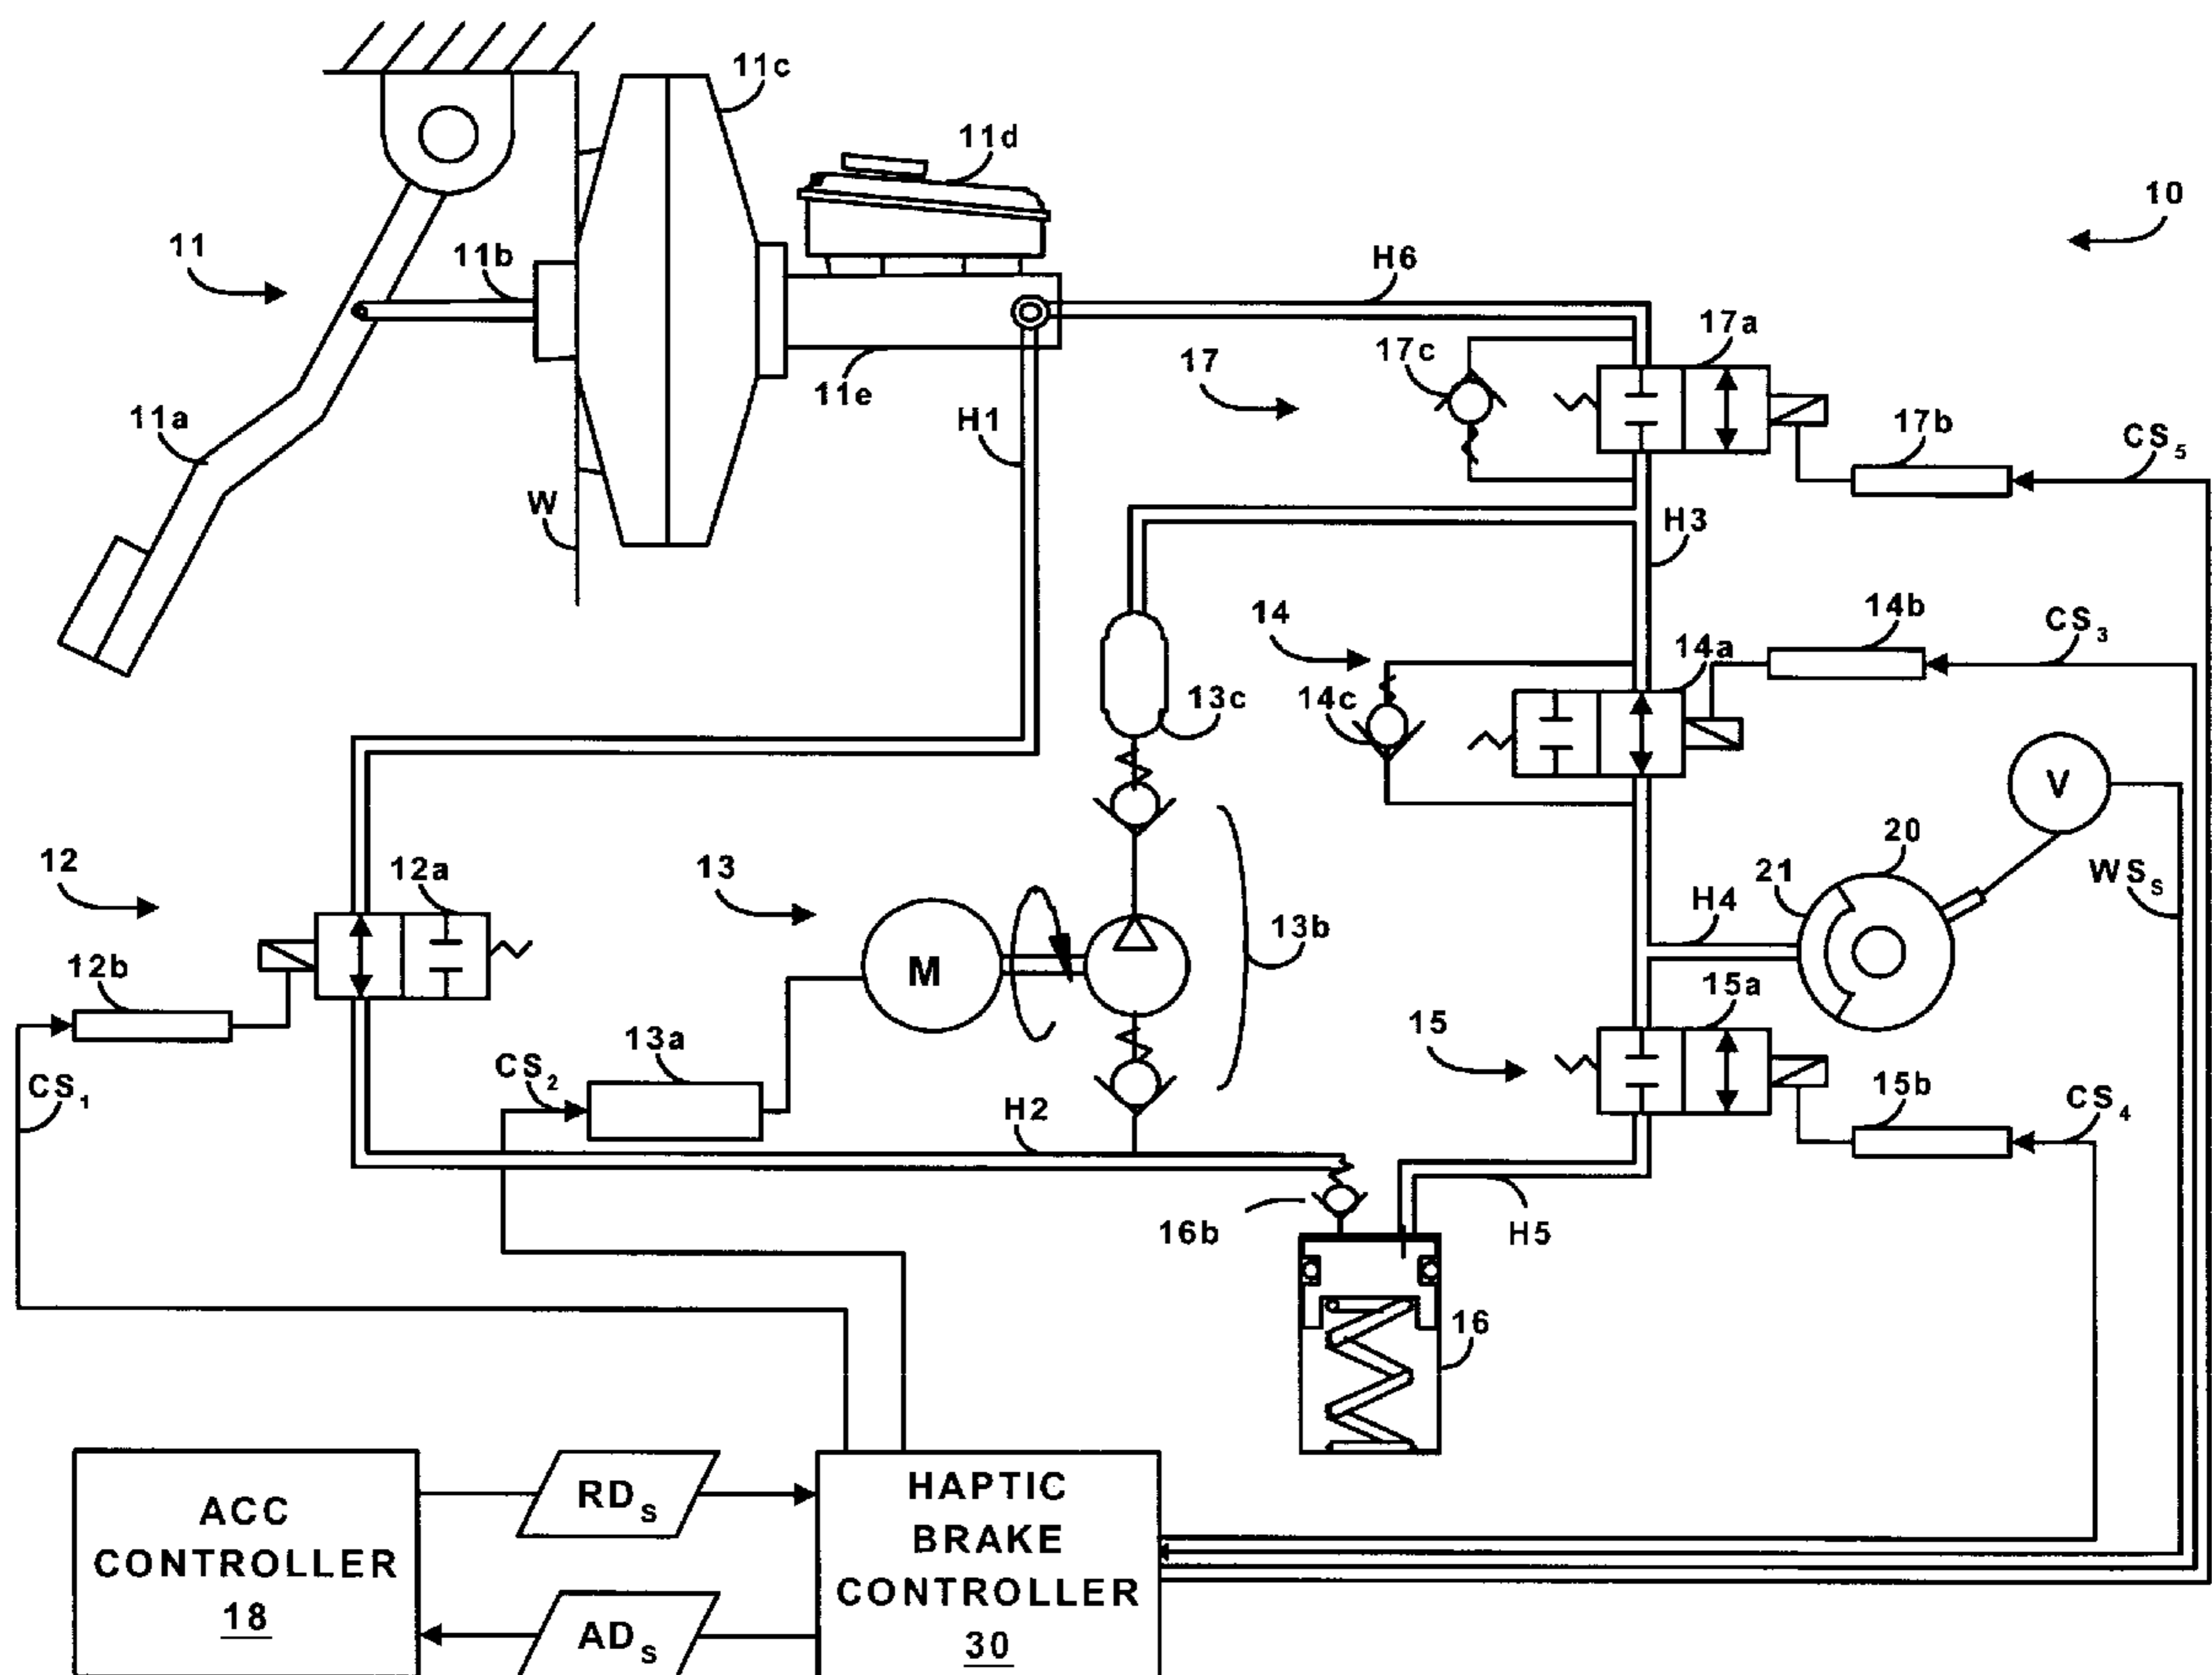 11c
11d
10
11
11b
H6
17a
17c
17
11a
11e
H1
17b
CS5
W
H3
14b
CS3
14
14a
13c
14c
V
20
12
12a
13
21
WSS
H4
13b
12b
M
15a
13a
15
CS2
CS1
15b
H2
CS4
16b
H5
16
ACC
CONTROLLER
18
RDS
ADS
HAPTIC
BRAKE
CONTROLLER
30